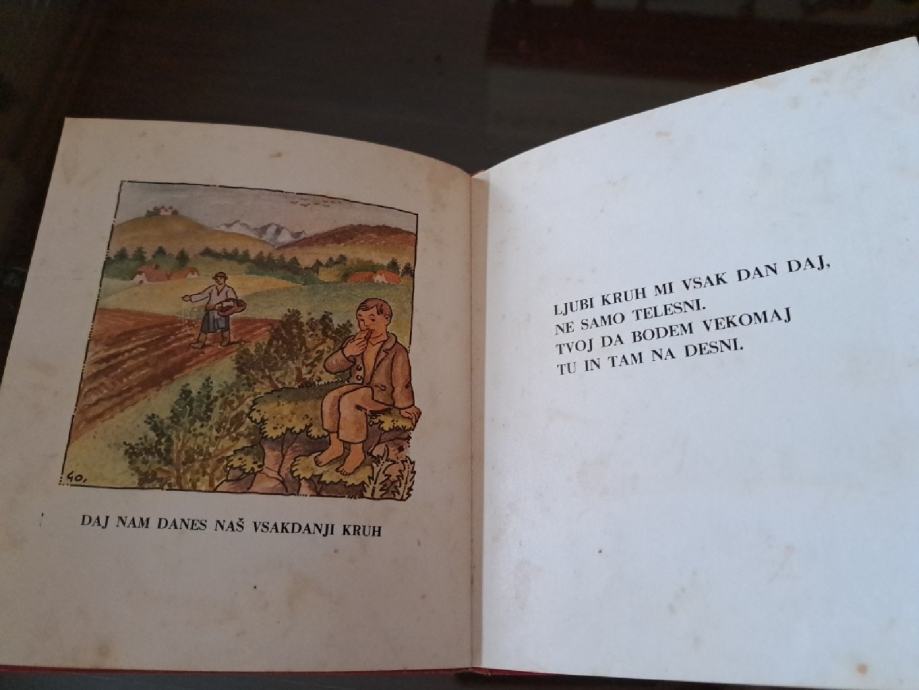 GO.
DAJ NAM DANES NAŠ VSAKDANJI KRUH
LJUBI KRUH MI VSAK DAN DAJ,
NE SAMO TELESNI.
TVOJ DA BODEM VEKOMAJ
TU IN TAM NA DESNI.